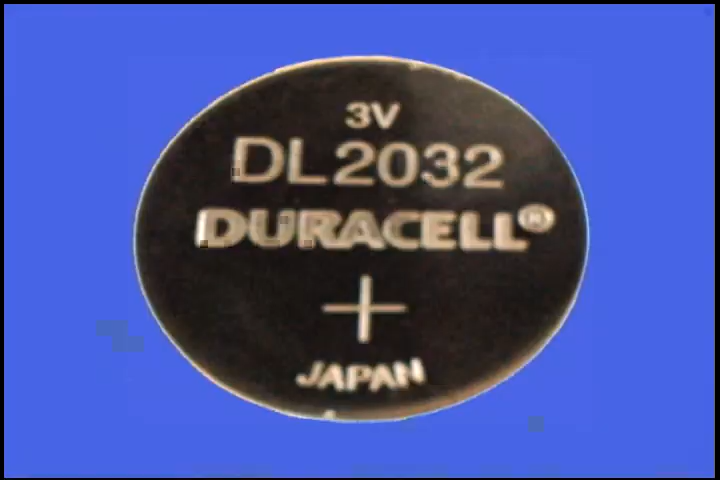 3V
DL2032
DURACELL®
+
JAPAN